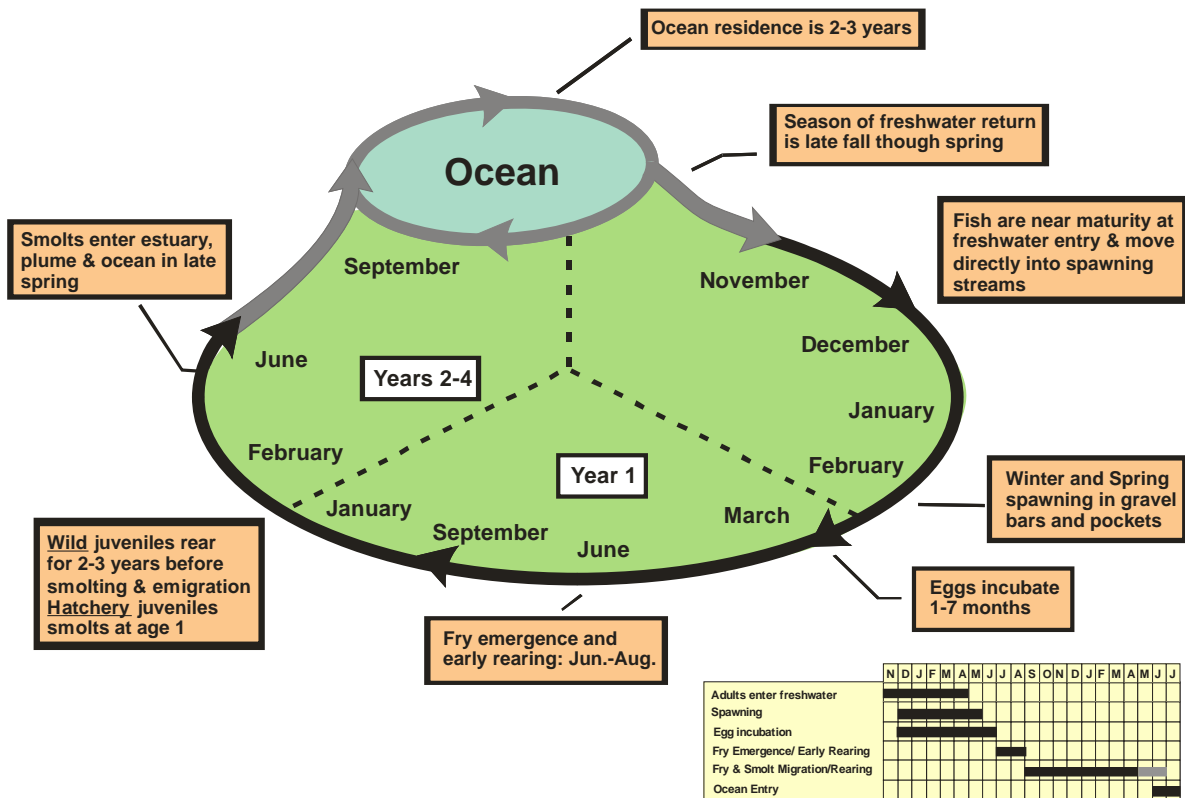 Ocean residence is 2-3 years
Season of freshwater return
is late fall though spring
Ocean
Fish are near maturity at
freshwater entry & move
directly into spawning
streams
Smolts enter estuary,
plume & ocean in late
spring
September
November
June
December
Years 2-4
January
February
February
Year 1
Winter and Spring
spawning in gravel
bars and pockets
January
March
September
June
Wild juveniles rear
for 2-3 years before
smolting & emigration
Hatchery juveniles
smolts at age 1
Eggs incubate
1-7 months
Fry emergence and
early rearing: Jun.-Aug.
N D J F M A M J J A S O N D J F M A M J J
Adults enter freshwater
Spawning
Egg incubation
Fry Emergence/ Early Rearing
Fry & Smolt Migration/Rearing
Ocean Entry